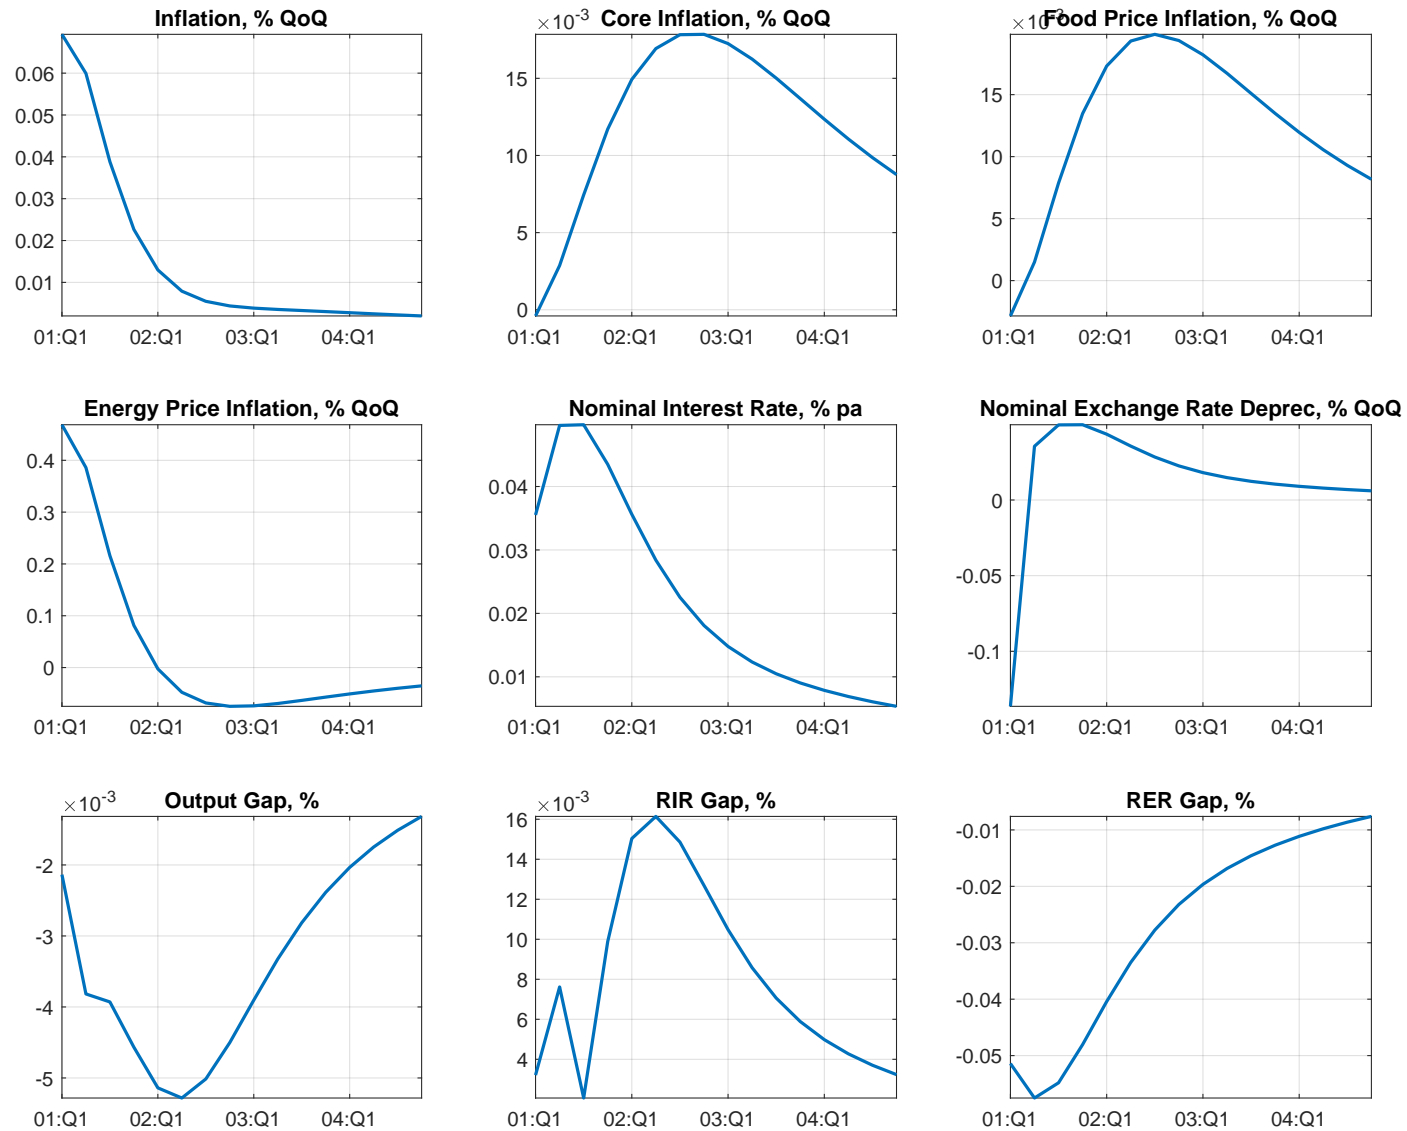 Inflation, % QoQ
0.06
0.05
0.04
0.03
0.02
0.01
01:Q1 02:Q1 03:Q1 04:Q1
×10-3 Core Inflation, % QoQ
15
10
5
0
01:Q1 02:Q1 03:Q1 04:Q1
×10-3 Food Price Inflation, % QoQ
15
10
5
0
01:Q1 02:Q1 03:Q1 04:Q1
Energy Price Inflation, % QoQ
0.4
0.3
0.2
0.1
0
01:Q1 02:Q1 03:Q1 04:Q1
Nominal Interest Rate, % pa
0.04
0.03
0.02
0.01
01:Q1 02:Q1 03:Q1 04:Q1
Nominal Exchange Rate Deprec, % QoQ
0
-0.05
-0.1
01:Q1 02:Q1 03:Q1 04:Q1
×10-3 Output Gap, %
-2
-3
-4
-5
01:Q1 02:Q1 03:Q1 04:Q1
×10-3 RIR Gap, %
16
14
12
10
8
6
4
01:Q1 02:Q1 03:Q1 04:Q1
RER Gap, %
-0.01
-0.02
-0.03
-0.04
-0.05
01:Q1 02:Q1 03:Q1 04:Q1